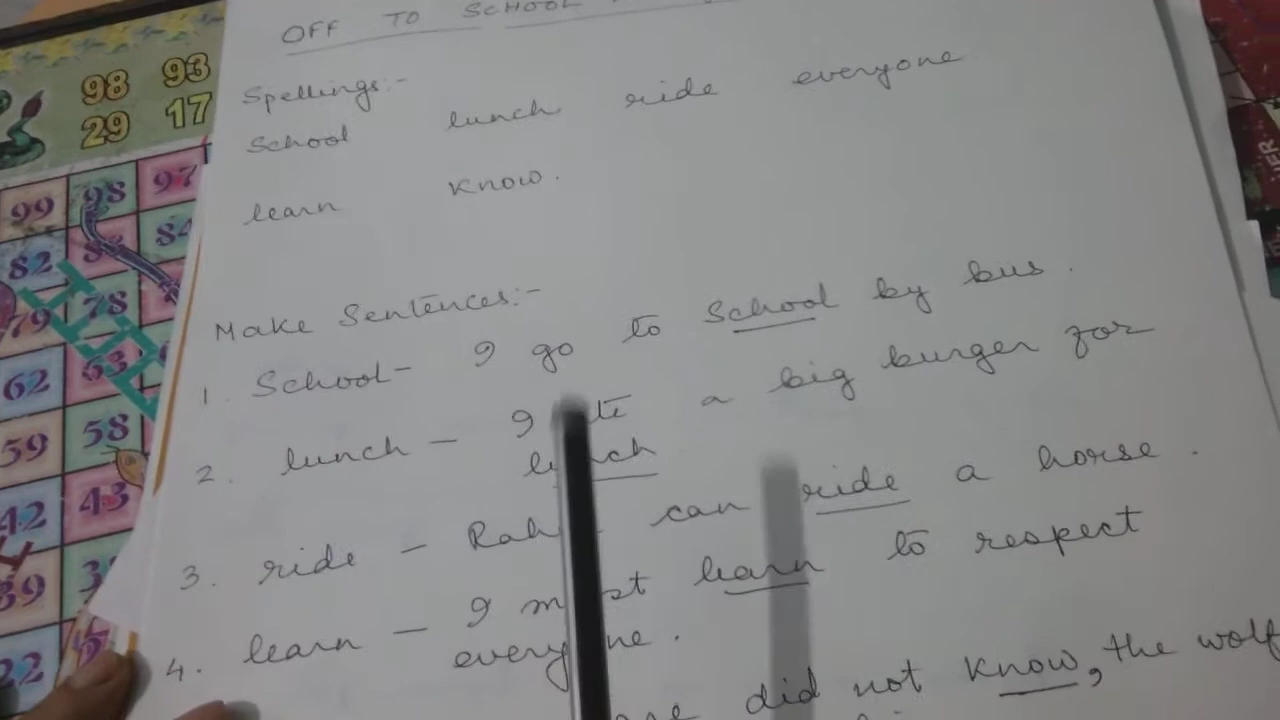 OFF TO SCHOOL
Spellings:-
School lunch ride everyone
learn know.
Make Sentences:-
1. School- I go to School by bus.
2. lunch - I a big burger for
lunch
3. ride - can ride a horse.
4. learn - I must learn to respect
everyone.
did not know, the wolf
98 93
29 17
99 98 97
82 83 84
79 78
62 63
59 58
42 43
39
22